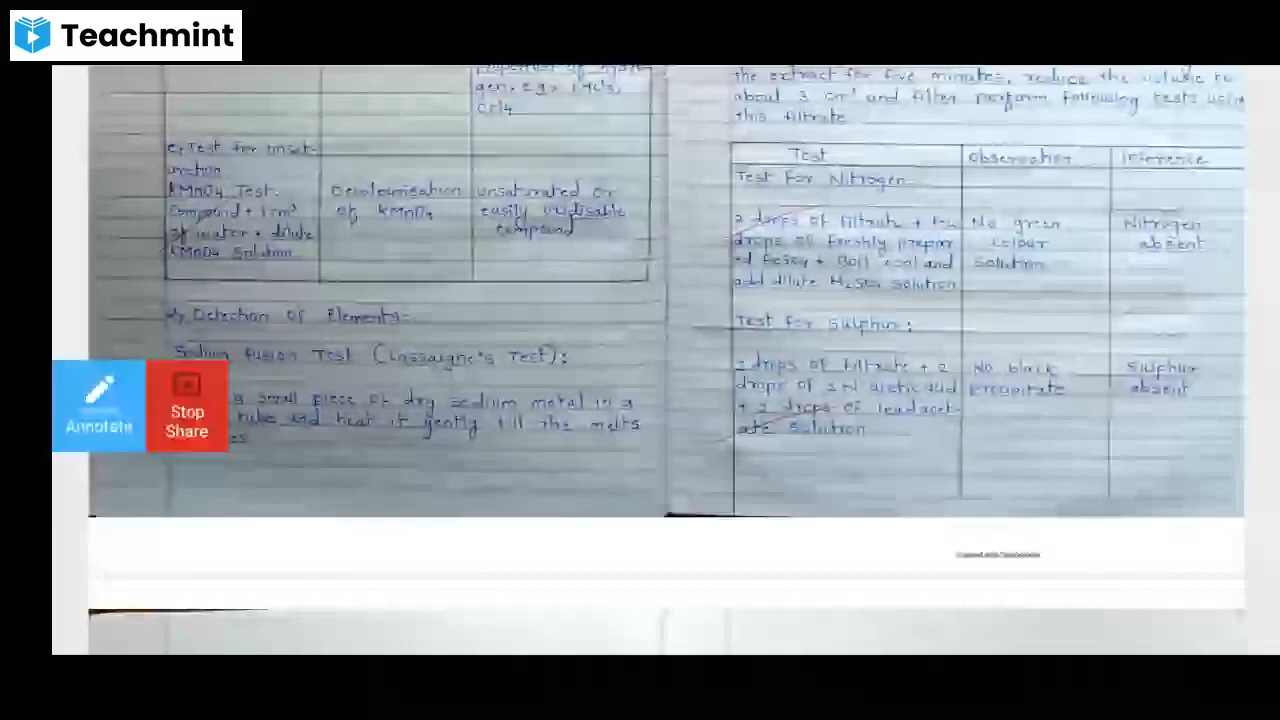 Teachmint
gen, e.g., CHCl3,
CCl4
e) Test for unsat-
uration
KMnO4 Test.
Compound + 1 cm³
of water + dilute
KMnO4 Solution
Decolourisation
of KMnO4
unsaturated or
easily oxidisable
compound
Detection of Elements:-
Sodium fusion Test (Lassaigne's Test):
a small piece of dry sodium metal in a
tube and heat it gently till the melts
Annotate
Stop
Share
the extract for five minutes, reduce the volume to
about 3 cm³ and filter perform following tests using
this filtrate
Test Observation Inference
Test For Nitrogen
2 drops of filtrate + few
drops of freshly prepar
ed FeSO4 + Boil cool and
add dilute H2SO4 solution
No green
colour
solution
Nitrogen
absent
Test for Sulphur:
2 drops of filtrate + 2
drops of 2N acetic acid
+ 2 drops of lead acet-
ate solution
No black
precipitate
Sulphur
absent